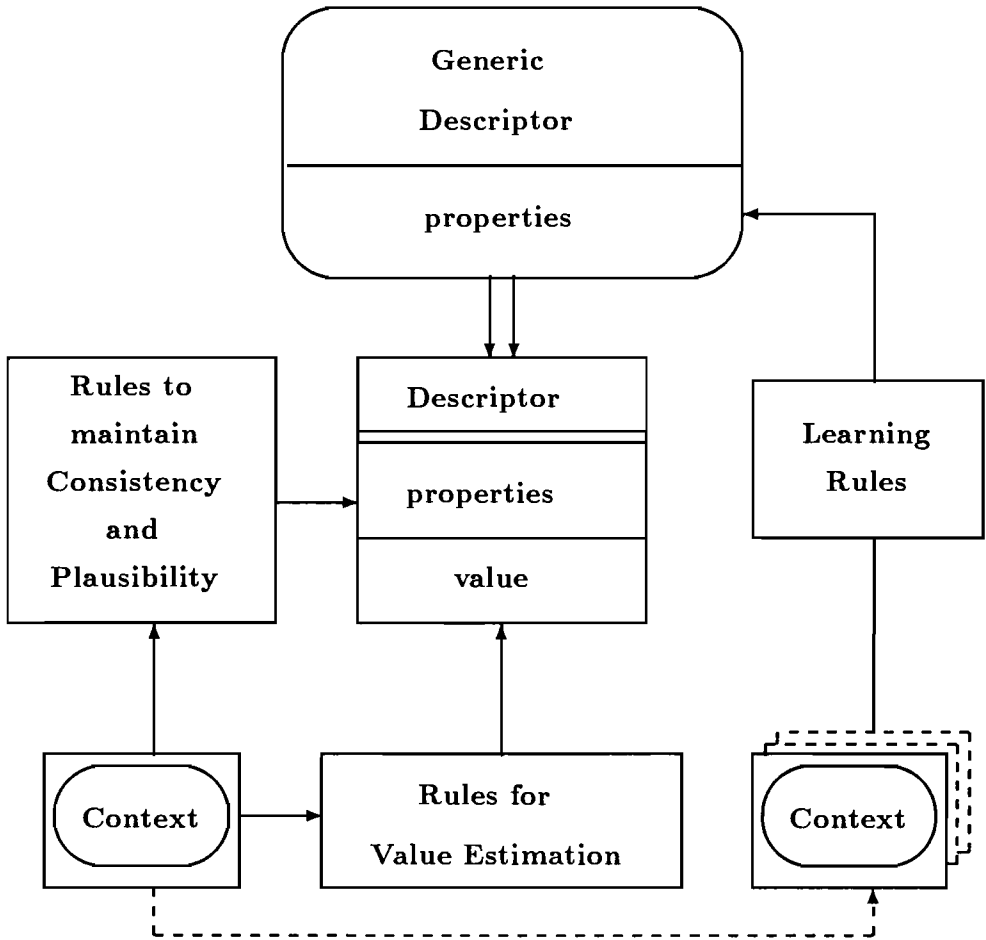 Generic
Descriptor
properties
Rules to
maintain
Consistency
and
Plausibility
Descriptor
properties
value
Learning
Rules
Context
Rules for
Value Estimation
Context